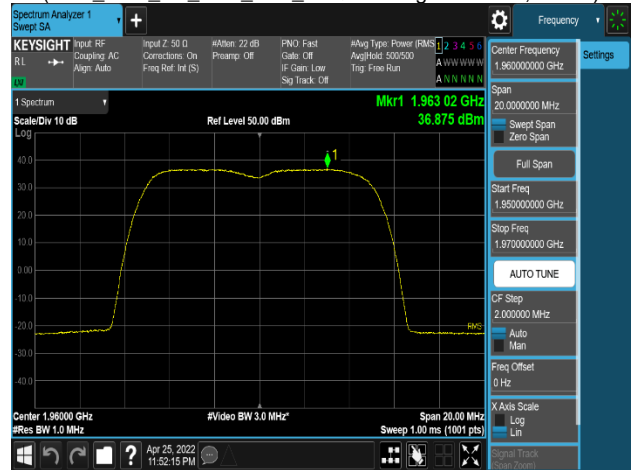 Spectrum Analyzer 1
Swept SA
Frequency
KEYSIGHT
RL
Input: RF
Coupling: AC
Align: Auto
Input Z: 50 Ω
Corrections: On
Freq Ref: Int (S)
#Atten: 22 dB
Preamp: Off
PNO: Fast
Gate: Off
IF Gain: Low
Sig Track: Off
#Avg Type: Power (RMS
Avg|Hold: 500/500
Trig: Free Run
1 2 3 4 5 6
A W W W W W
A N N N N N
1 Spectrum
Scale/Div 10 dB
Ref Level 50.00 dBm
Mkr1 1.963 02 GHz
36.875 dBm
Log
1
40.0
30.0
20.0
10.0
0.00
-10.0
-20.0
RMS
-30.0
-40.0
Center 1.96000 GHz
#Video BW 3.0 MHz*
Span 20.00 MHz
#Res BW 1.0 MHz
Sweep 1.00 ms (1001 pts)
Apr 25, 2022
11:52:15 PM
Center Frequency
1.960000000 GHz
Settings
Span
20.0000000 MHz
Swept Span
Zero Span
Full Span
Start Freq
1.950000000 GHz
Stop Freq
1.970000000 GHz
AUTO TUNE
CF Step
2.000000 MHz
Auto
Man
Freq Offset
0 Hz
X Axis Scale
Log
Lin
Signal Track
(Span Zoom)